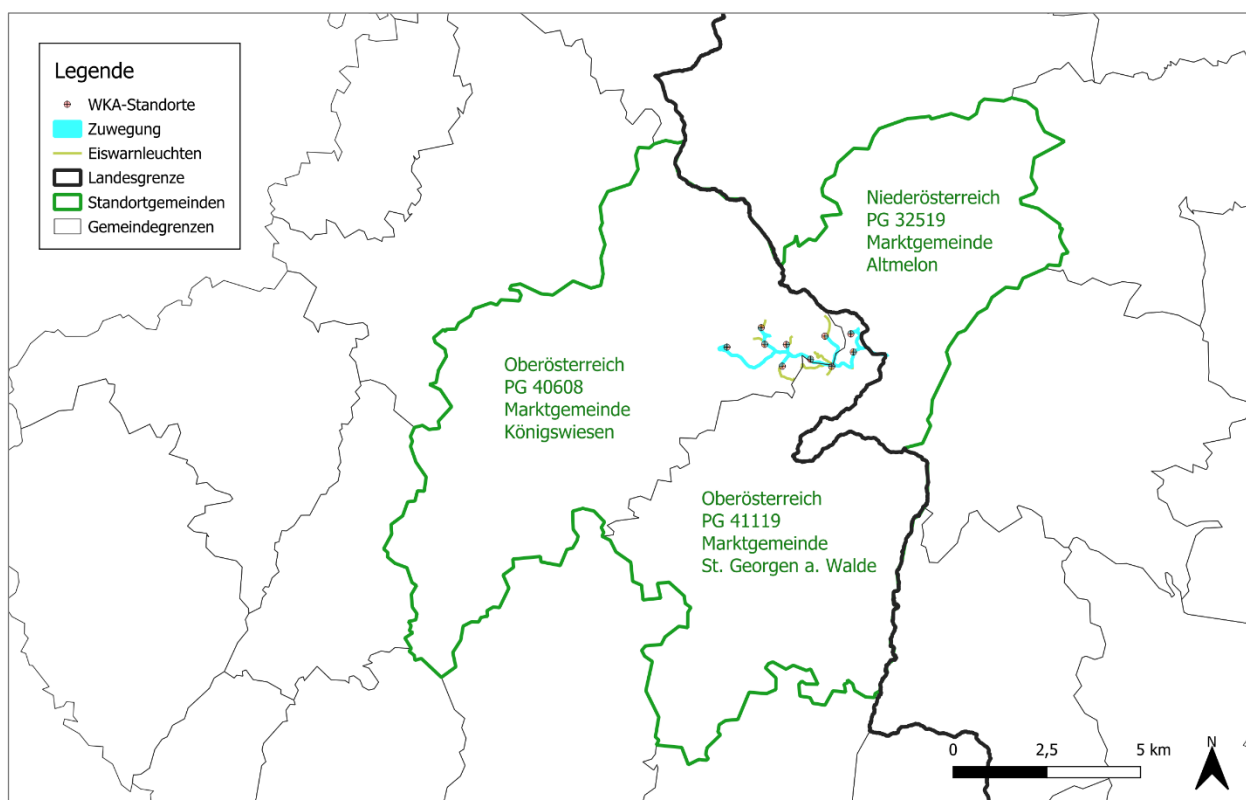 Legende
WKA-Standorte
Zuwegung
Eiswarnleuchten
Landesgrenze
Standortgemeinden
Gemeindegrenzen
Niederösterreich
PG 32519
Marktgemeinde
Altmelon
Oberösterreich
PG 40608
Marktgemeinde
Königswiesen
Oberösterreich
PG 41119
Marktgemeinde
St. Georgen a. Walde
0 2,5 5 km
N